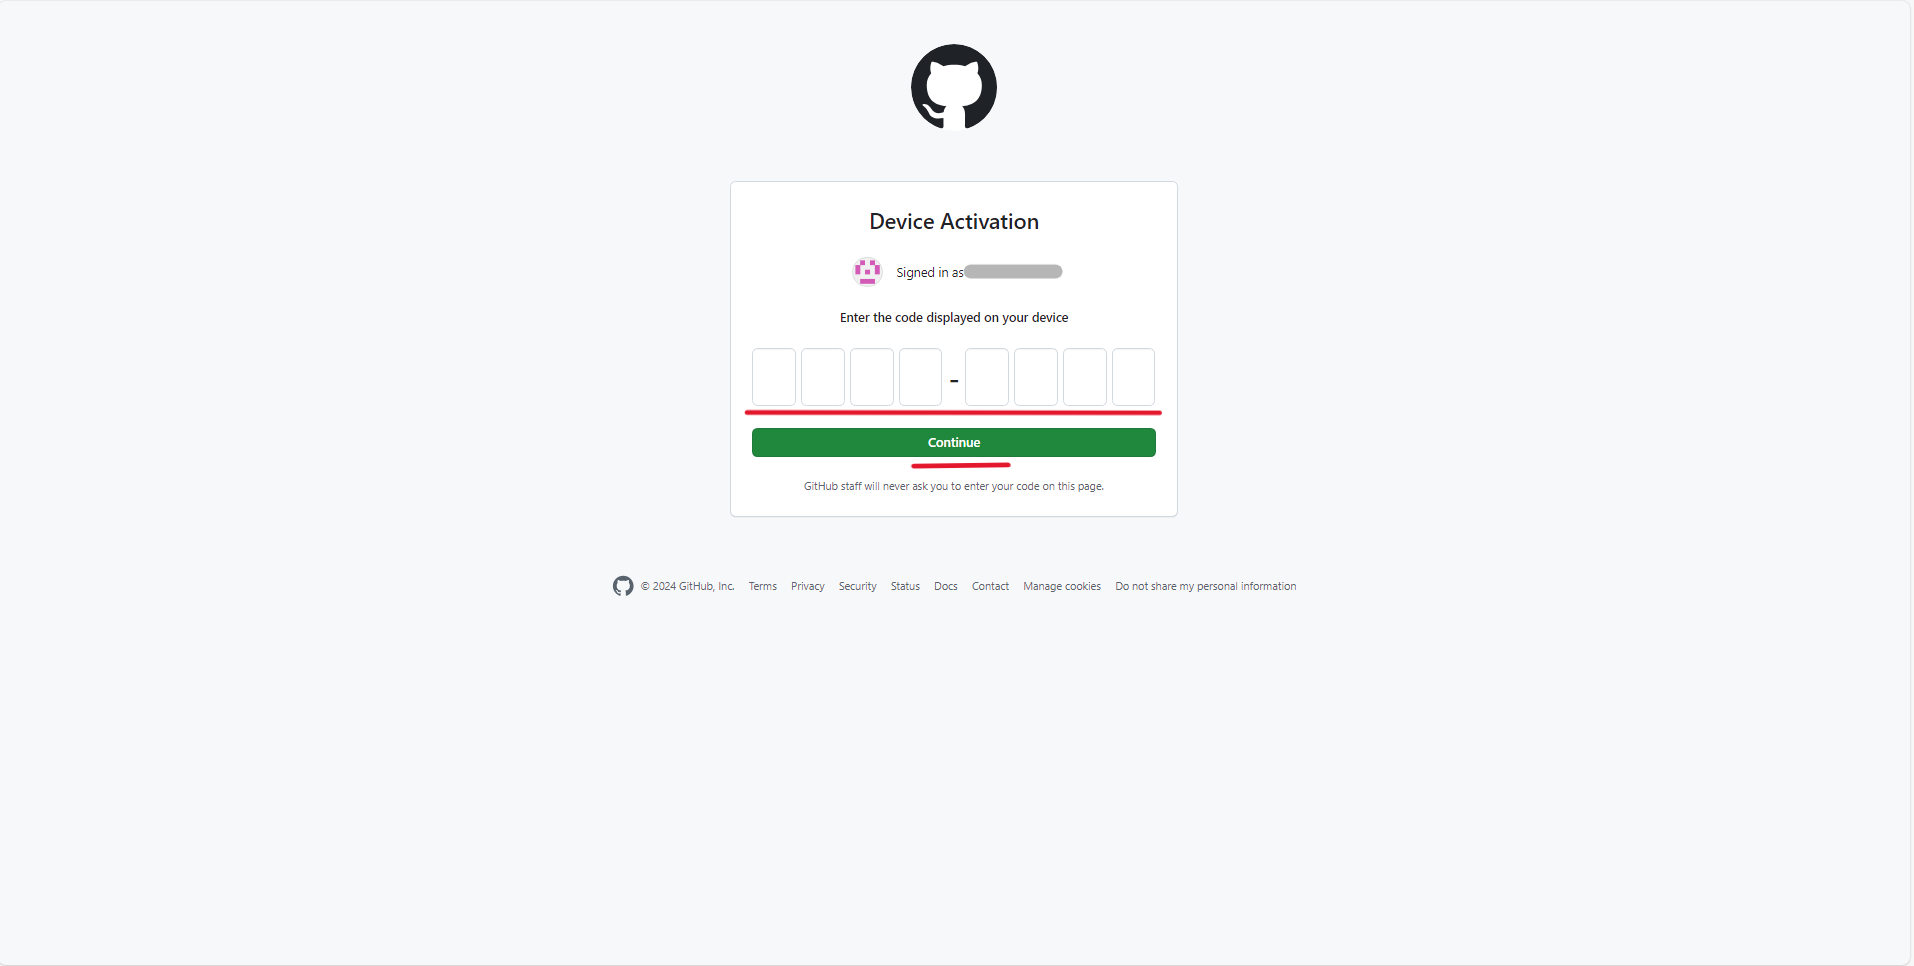 Device Activation
Signed in as
Enter the code displayed on your device
-
Continue
GitHub staff will never ask you to enter your code on this page.
© 2024 GitHub, Inc. Terms Privacy Security Status Docs Contact Manage cookies Do not share my personal information